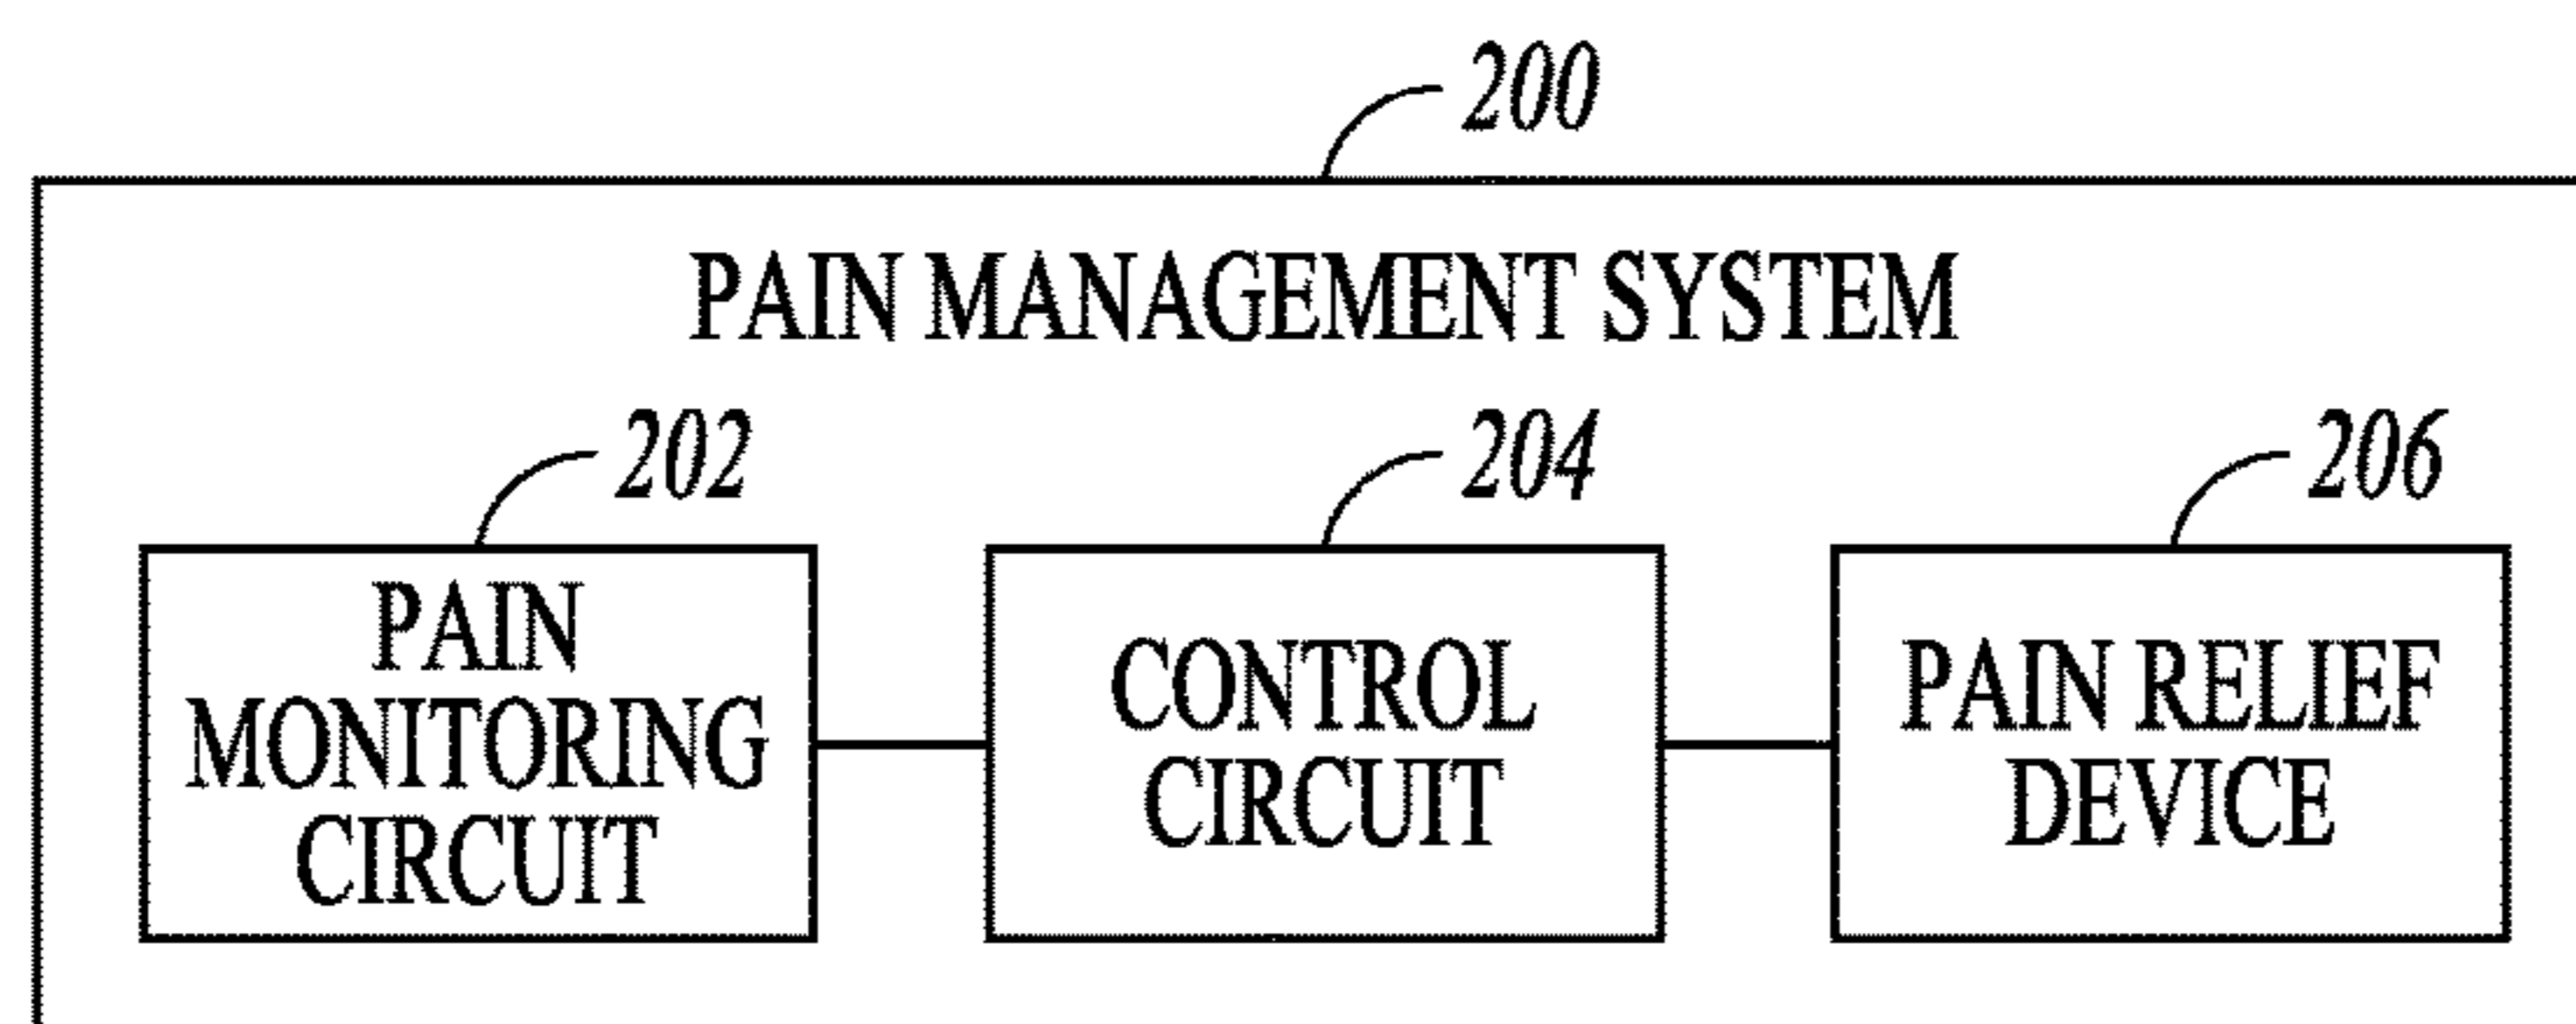 200
PAIN MANAGEMENT SYSTEM
202
204
206
PAIN
MONITORING
CIRCUIT
CONTROL
CIRCUIT
PAIN RELIEF
DEVICE